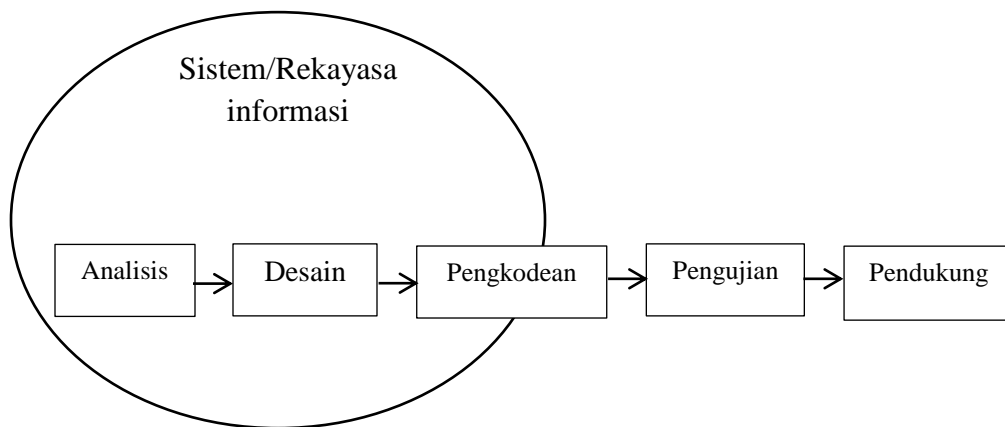 Sistem/Rekayasa
informasi
Analisis
Desain
Pengkodean
Pengujian
Pendukung